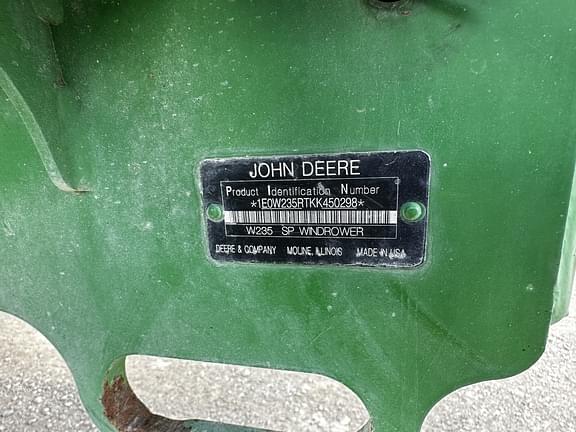 JOHN DEERE
Product Identification Number
*1E0W235RTKK450298*
W235 SP WINDROWER
DEERE & COMPANY MOLINE, ILLINOIS MADE IN USA